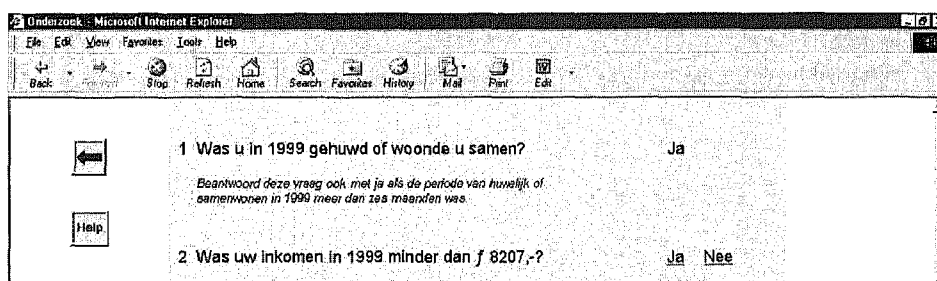 Onderzoek - Microsoft Internet Explorer
File Edit View Favorites Tools Help
Back Forward Stop Refresh Home Search Favorites History Mail Print Edit
1 Was u in 1999 gehuwd of woonde u samen? Ja
Beantwoord deze vraag ook met ja als de periode van huwelijk of
samenwonen in 1999 meer dan zes maanden was.
Help
2 Was uw inkomen in 1999 minder dan ƒ 8207,-? Ja Nee